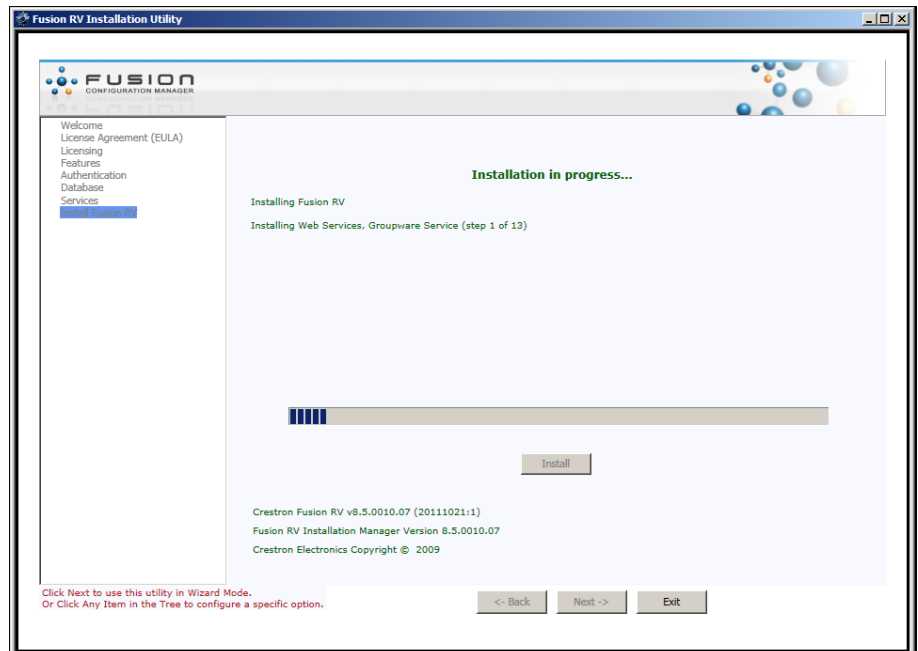 Fusion RV Installation Utility
FUSION
CONFIGURATION MANAGER
Welcome
License Agreement (EULA)
Licensing
Features
Authentication
Database
Services
Install Fusion RV
Installation in progress...
Installing Fusion RV
Installing Web Services, Groupware Service (step 1 of 13)
Install
Crestron Fusion RV v8.5.0010.07 (20111021:1)
Fusion RV Installation Manager Version 8.5.0010.07
Crestron Electronics Copyright © 2009
Click Next to use this utility in Wizard Mode.
Or Click Any Item in the Tree to configure a specific option.
<- Back
Next ->
Exit